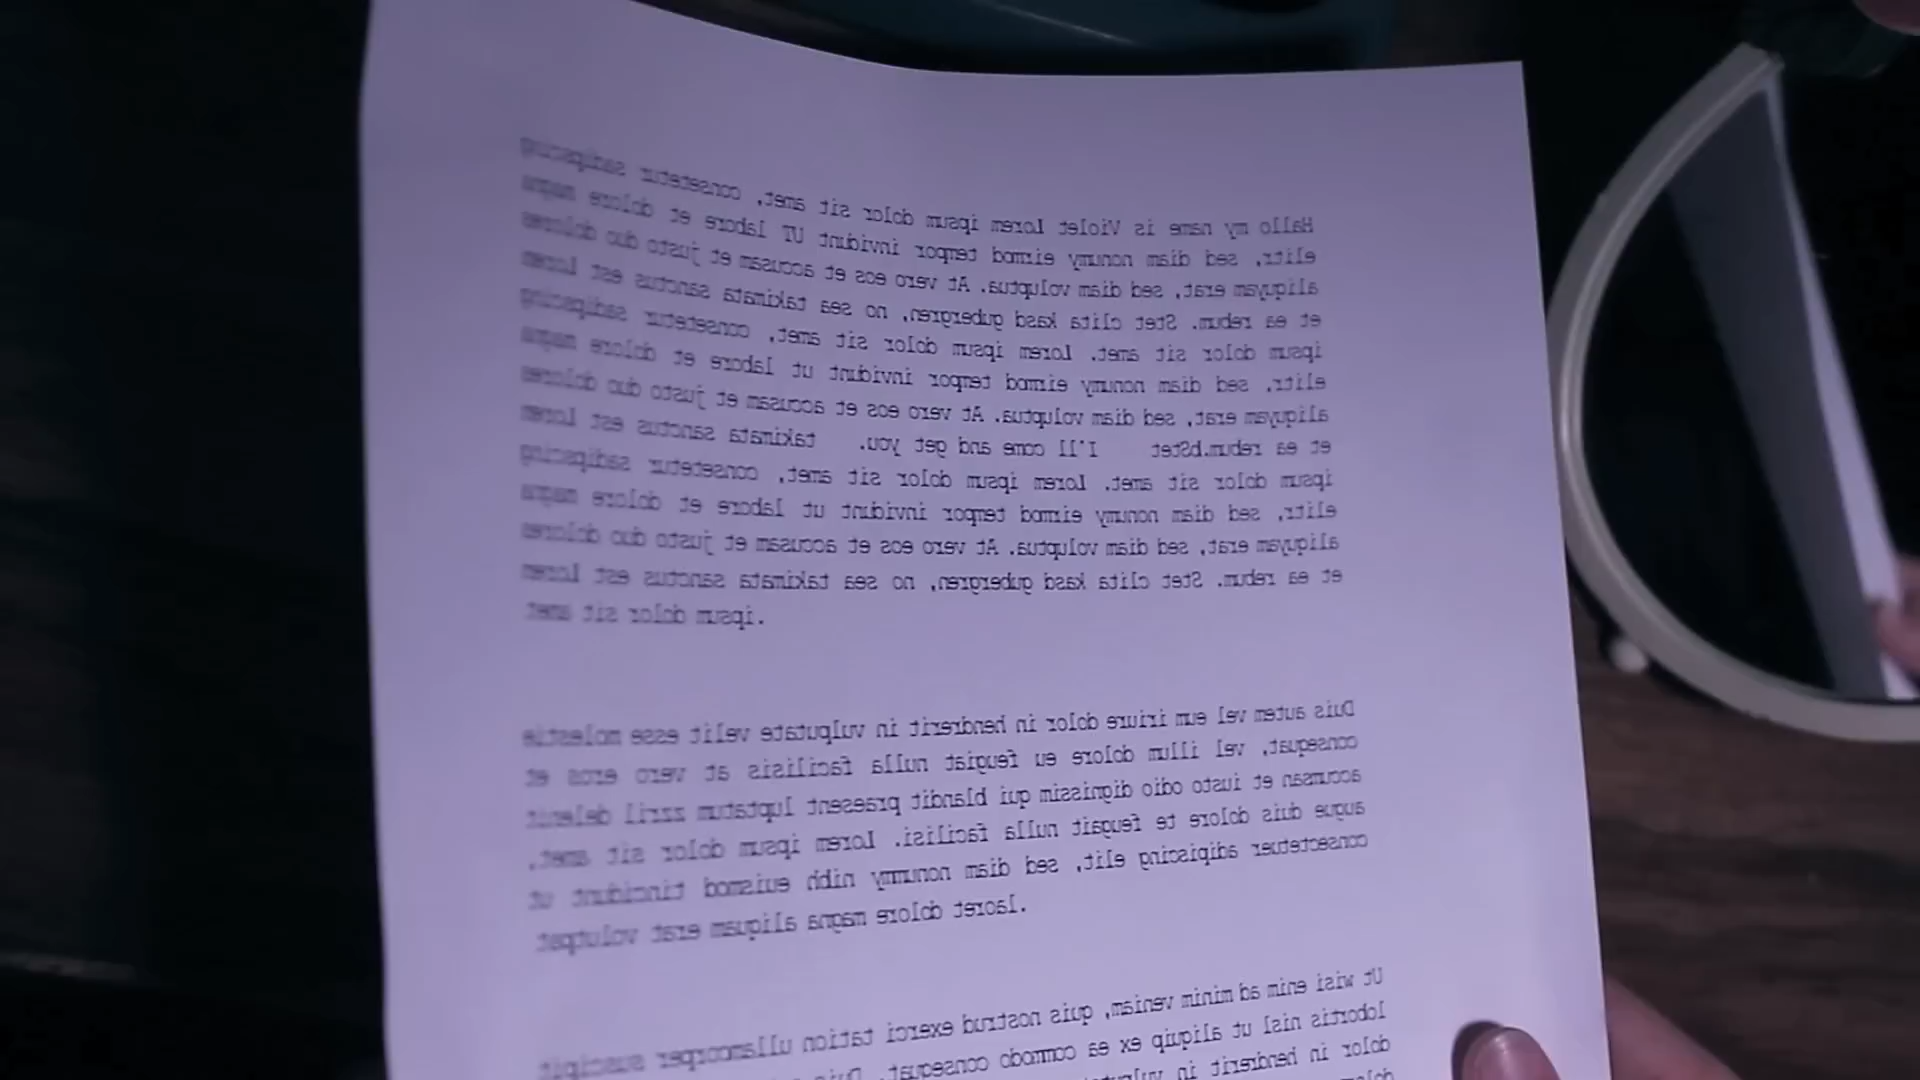 Hallo my name is Violet Lorem ipsum dolor sit amet, consetetur sadipscing
elitr, sed diam nonumy eirmod tempor invidunt UT labore et dolore magna
aliquyam erat, sed diam voluptua. At vero eos et accusam et justo duo dolores
et ea rebum. Stet clita kasd gubergren, no sea takimata sanctus est Lorem
ipsum dolor sit amet. Lorem ipsum dolor sit amet, consetetur sadipscing
elitr, sed diam nonumy eirmod tempor invidunt ut labore et dolore magna
aliquyam erat, sed diam voluptua. At vero eos et accusam et justo duo dolores
et ea rebum.bStet I'll come and get you. takimata sanctus est Lorem
ipsum dolor sit amet. Lorem ipsum dolor sit amet, consetetur sadipscing
elitr, sed diam nonumy eirmod tempor invidunt ut labore et dolore magna
aliquyam erat, sed diam voluptua. At vero eos et accusam et justo duo dolores
et ea rebum. Stet clita kasd gubergren, no sea takimata sanctus est Lorem
.ipsum dolor sit amet
Duis autem vel eum iriure dolor in hendrerit in vulputate velit esse molestie
consequat, vel illum dolore eu feugiat nulla facilisis at vero eros et
accumsan et iusto odio dignissim qui blandit praesent luptatum zzril delenit
augue duis dolore te feugait nulla facilisi. Lorem ipsum dolor sit amet,
consectetuer adipiscing elit, sed diam nonummy nibh euismod tincidunt ut
.laoret dolore magna aliquam erat volutpat
Ut wisi enim ad minim veniam, quis nostrud exerci tation ullamcorper suscipit
lobortis nisl ut aliquip ex ea commodo consequat. Duis
dolor in hendrerit in